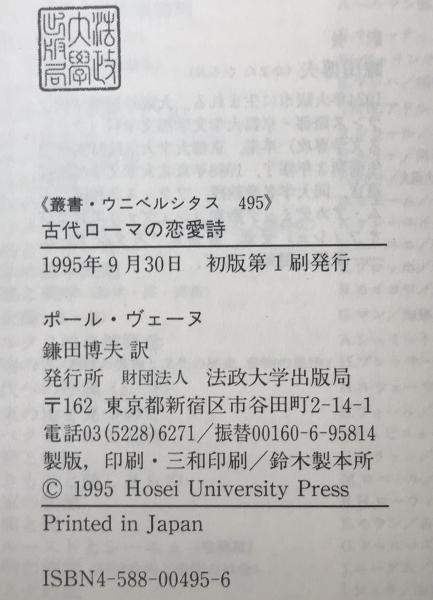 法政
大學
出版局
《叢書・ウニベルシタス 495》
古代ローマの恋愛詩
1995年9月30日 初版第1刷発行
ポール・ヴェーヌ
鎌田博夫 訳
発行所 財団法人 法政大学出版局
〒162 東京都新宿区市谷田町2-14-1
電話03(5228)6271／振替00160-6-95814
製版，印刷・三和印刷／鈴木製本所
© 1995 Hosei University Press
Printed in Japan
ISBN4-588-00495-6